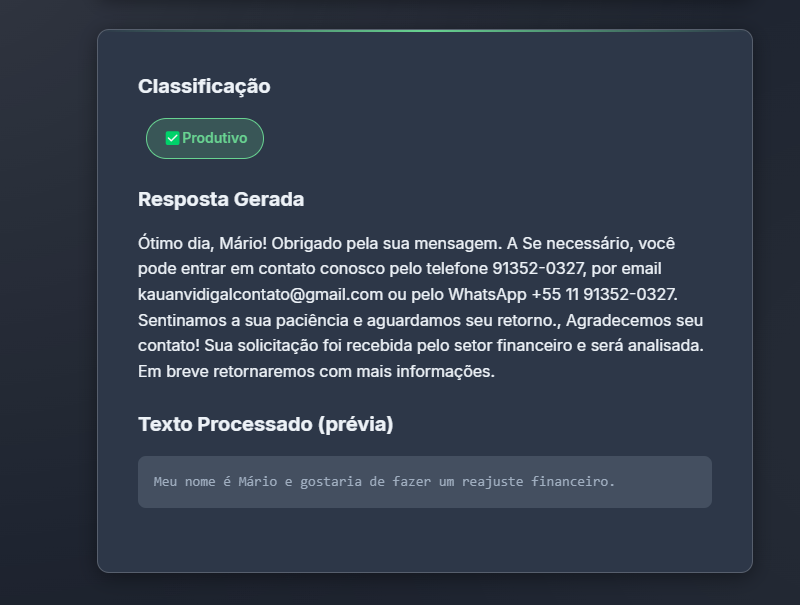 Classificação
✅ Produtivo
Resposta Gerada
Ótimo dia, Mário! Obrigado pela sua mensagem. A Se necessário, você
pode entrar em contato conosco pelo telefone 91352-0327, por email
kauanvidigalcontato@gmail.com ou pelo WhatsApp +55 11 91352-0327.
Sentinamos a sua paciência e aguardamos seu retorno., Agradecemos seu
contato! Sua solicitação foi recebida pelo setor financeiro e será analisada.
Em breve retornaremos com mais informações.
Texto Processado (prévia)
Meu nome é Mário e gostaria de fazer um reajuste financeiro.